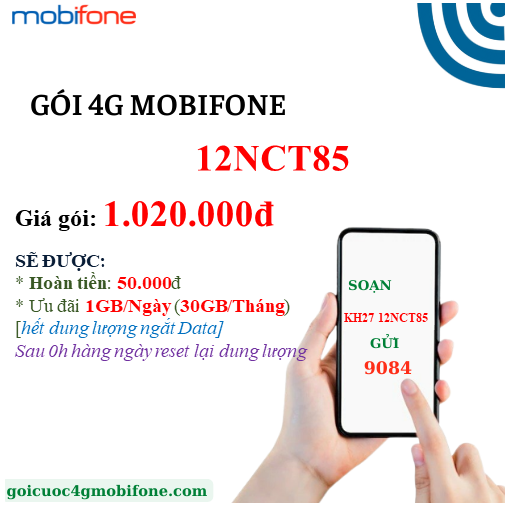 mobifone
GÓI 4G MOBIFONE
12NCT85
Giá gói: 1.020.000đ
SẼ ĐƯỢC:
* Hoàn tiền: 50.000đ
* Ưu đãi 1GB/Ngày (30GB/Tháng)
[hết dung lượng ngắt Data]
Sau 0h hàng ngày reset lại dung lượng
SOẠN
KH27 12NCT85
GỬI
9084
goicuoc4gmobifone.com